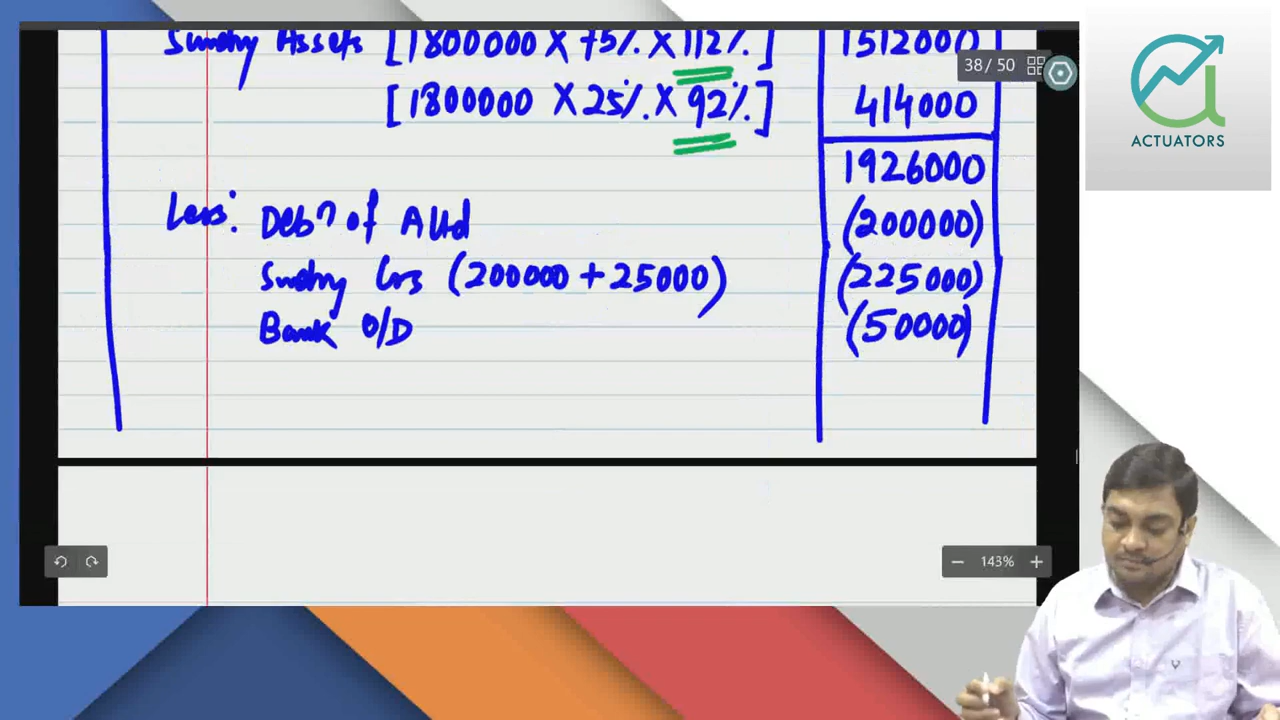 Sundry Assets [1800000 X 75% X 112%] 1512000
38 / 50
[1800000 X 25% X 92%] 414000
1926000
Less: Debn of A Ltd (200000)
Sundry Crs (200000 + 25000) (225000)
Bank O/D (50000)
143%
ACTUATORS